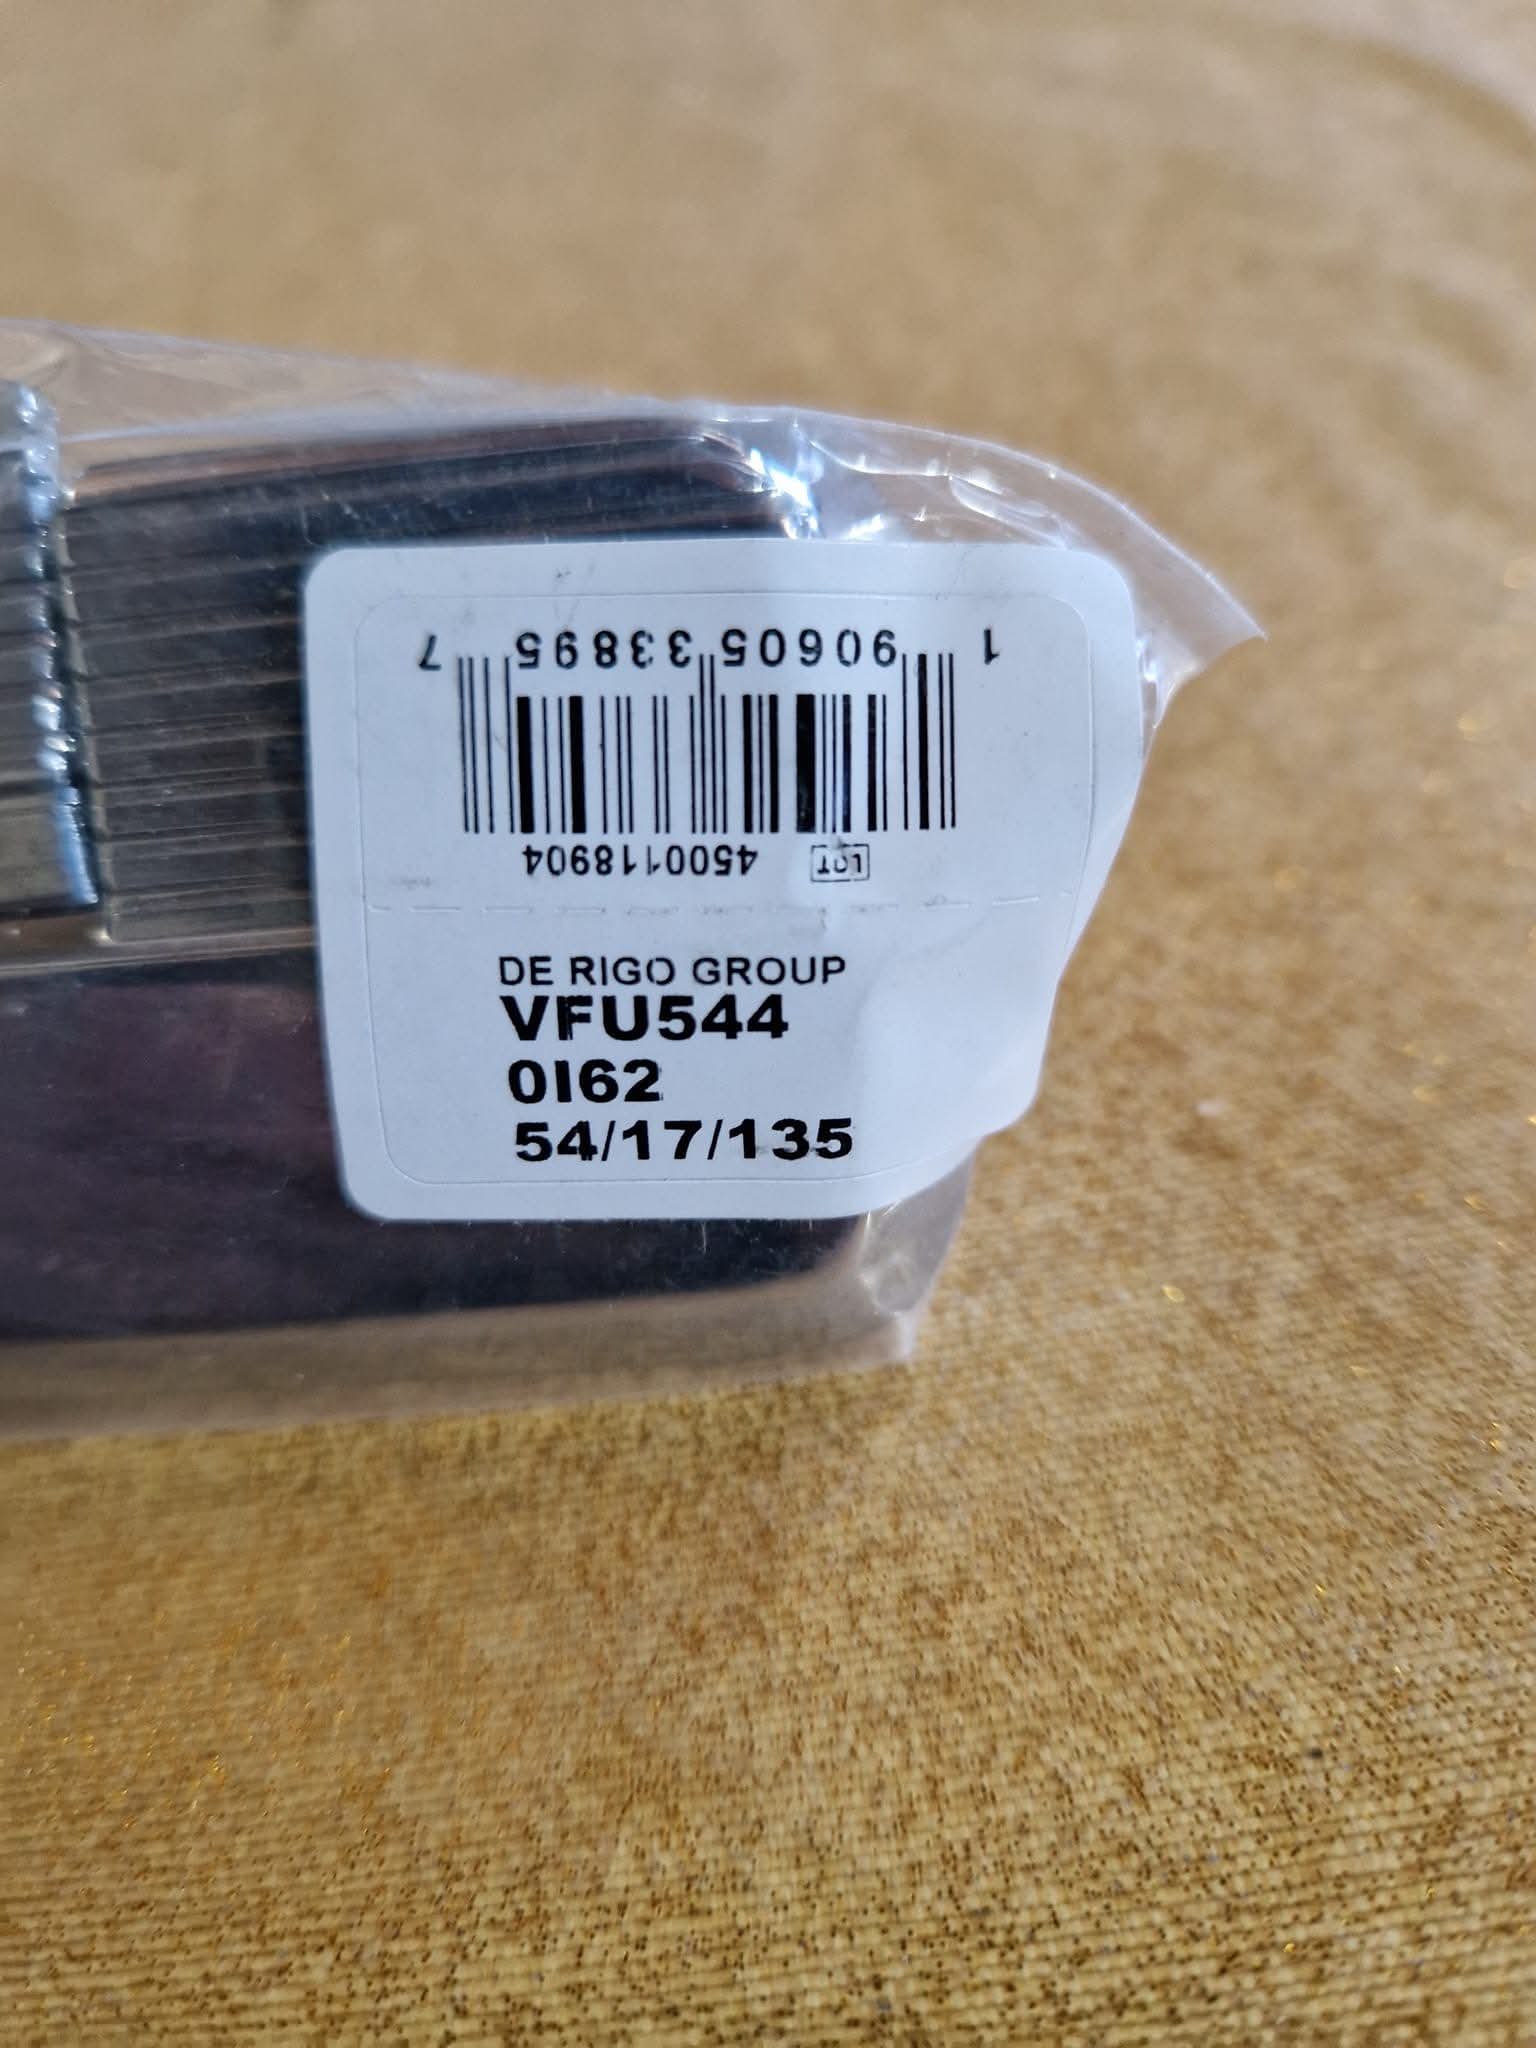 DE RIGO GROUP
VFU544
0I62
54/17/135
LOT 4500118904
1 90605 33895 7